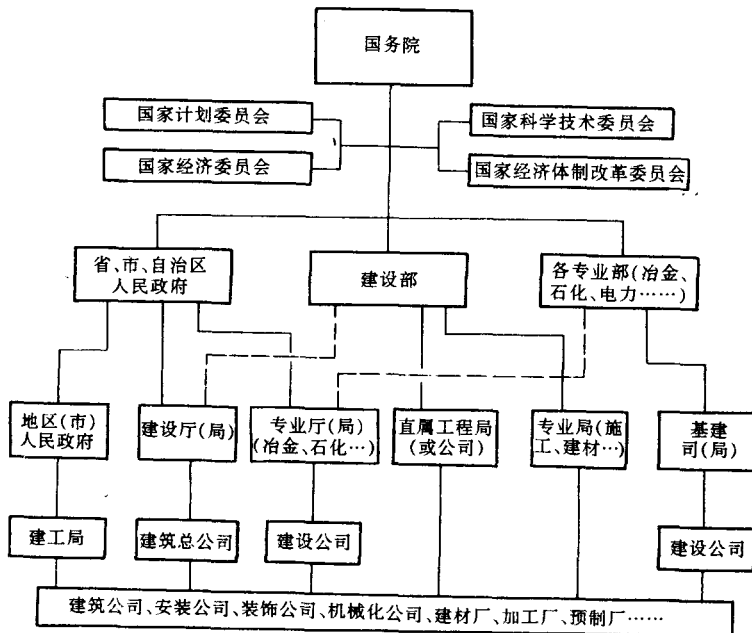 国务院
国家计划委员会
国家科学技术委员会
国家经济委员会
国家经济体制改革委员会
省、市、自治区
人民政府
建设部
各专业部(冶金、
石化、电力……)
地区(市)
人民政府
建设厅(局)
专业厅(局)
(冶金、石化…)
直属工程局
(或公司)
专业局(施
工、建材…)
基建
司(局)
建工局
建筑总公司
建设公司
建设公司
建筑公司、安装公司、装饰公司、机械化公司、建材厂、加工厂、预制厂……